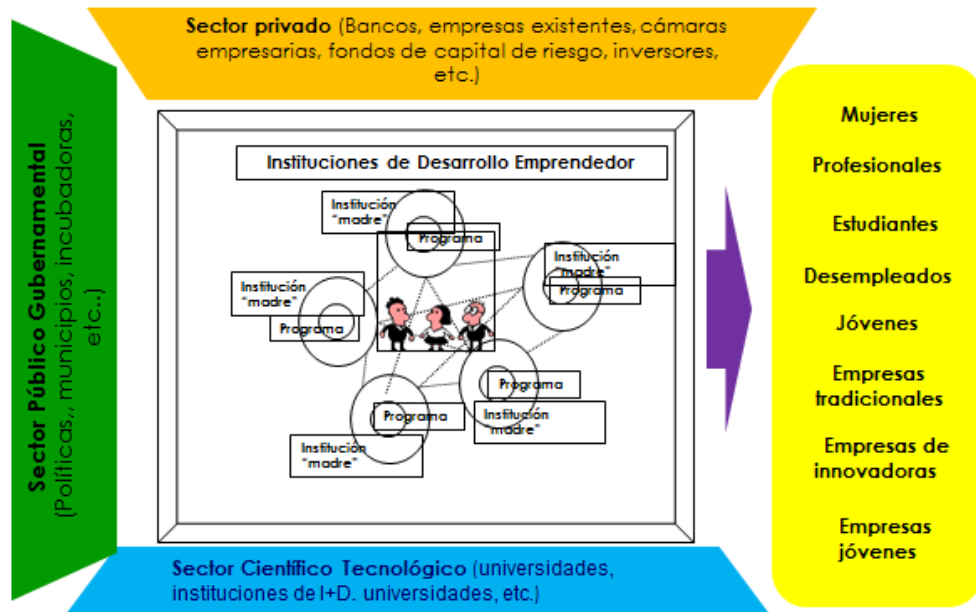 Sector privado (Bancos, empresas existentes, cámaras
empresarias, fondos de capital de riesgo, inversores,
etc.)
Sector Público Gubernamental
(Políticas,, municipios, incubadoras,
etc..)
Instituciones de Desarrollo Emprendedor
Institución
"madre"
Programa
Institución
"madre"
Programa
Institución
"madre"
Programa
Programa
Institución
"madre"
Programa
Institución
"madre"
Sector Científico Tecnológico (universidades,
instituciones de I+D. universidades, etc.)
Mujeres
Profesionales
Estudiantes
Desempleados
Jóvenes
Empresas
tradicionales
Empresas de
innovadoras
Empresas
jóvenes